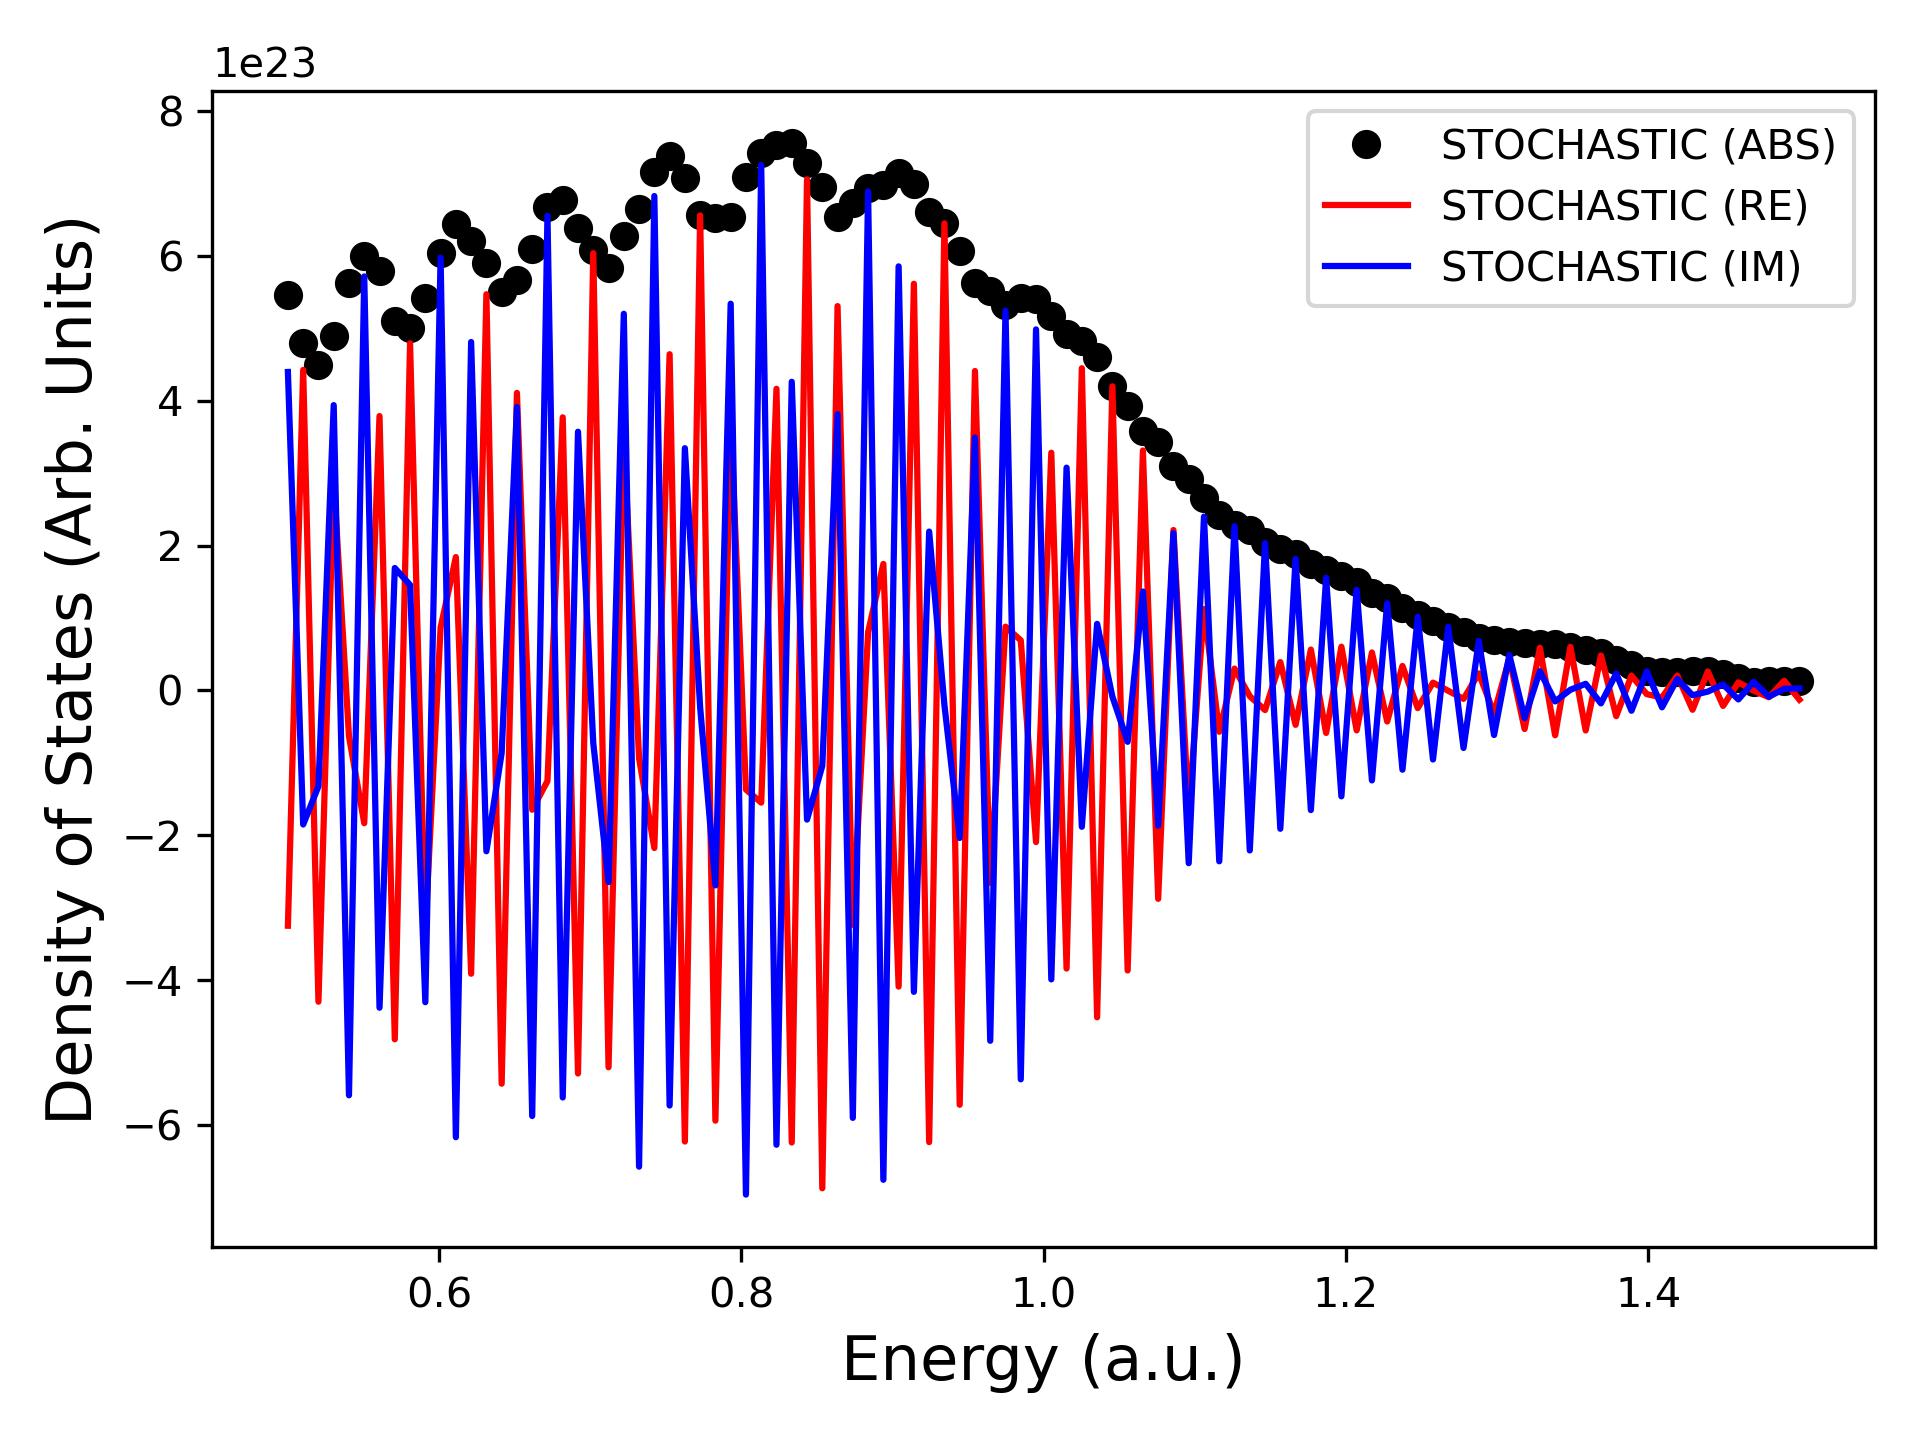 1e23
8
6
4
2
0
−2
−4
−6
Density of States (Arb. Units)
STOCHASTIC (ABS)
STOCHASTIC (RE)
STOCHASTIC (IM)
0.6 0.8 1.0 1.2 1.4
Energy (a.u.)